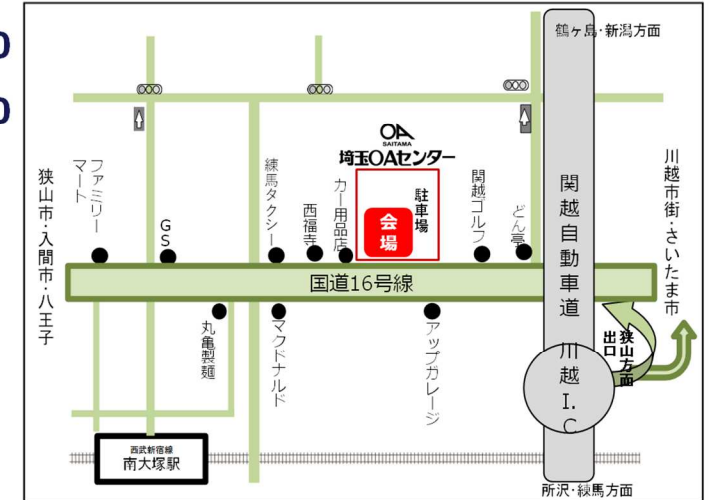 鶴ヶ島・新潟方面
OA
SAITAMA
埼玉OAセンター
狭山市・入間市・八王子
ファミリー
マート
GS
練馬タクシー
西福寺
カー用品店
会場
駐車場
関越ゴルフ
どん亭
関越自動車道 川越I.C
川越市街・さいたま市
国道16号線
丸亀製麺
マクドナルド
アップガレージ
狭山方面
出口
西武新宿線
南大塚駅
所沢・練馬方面